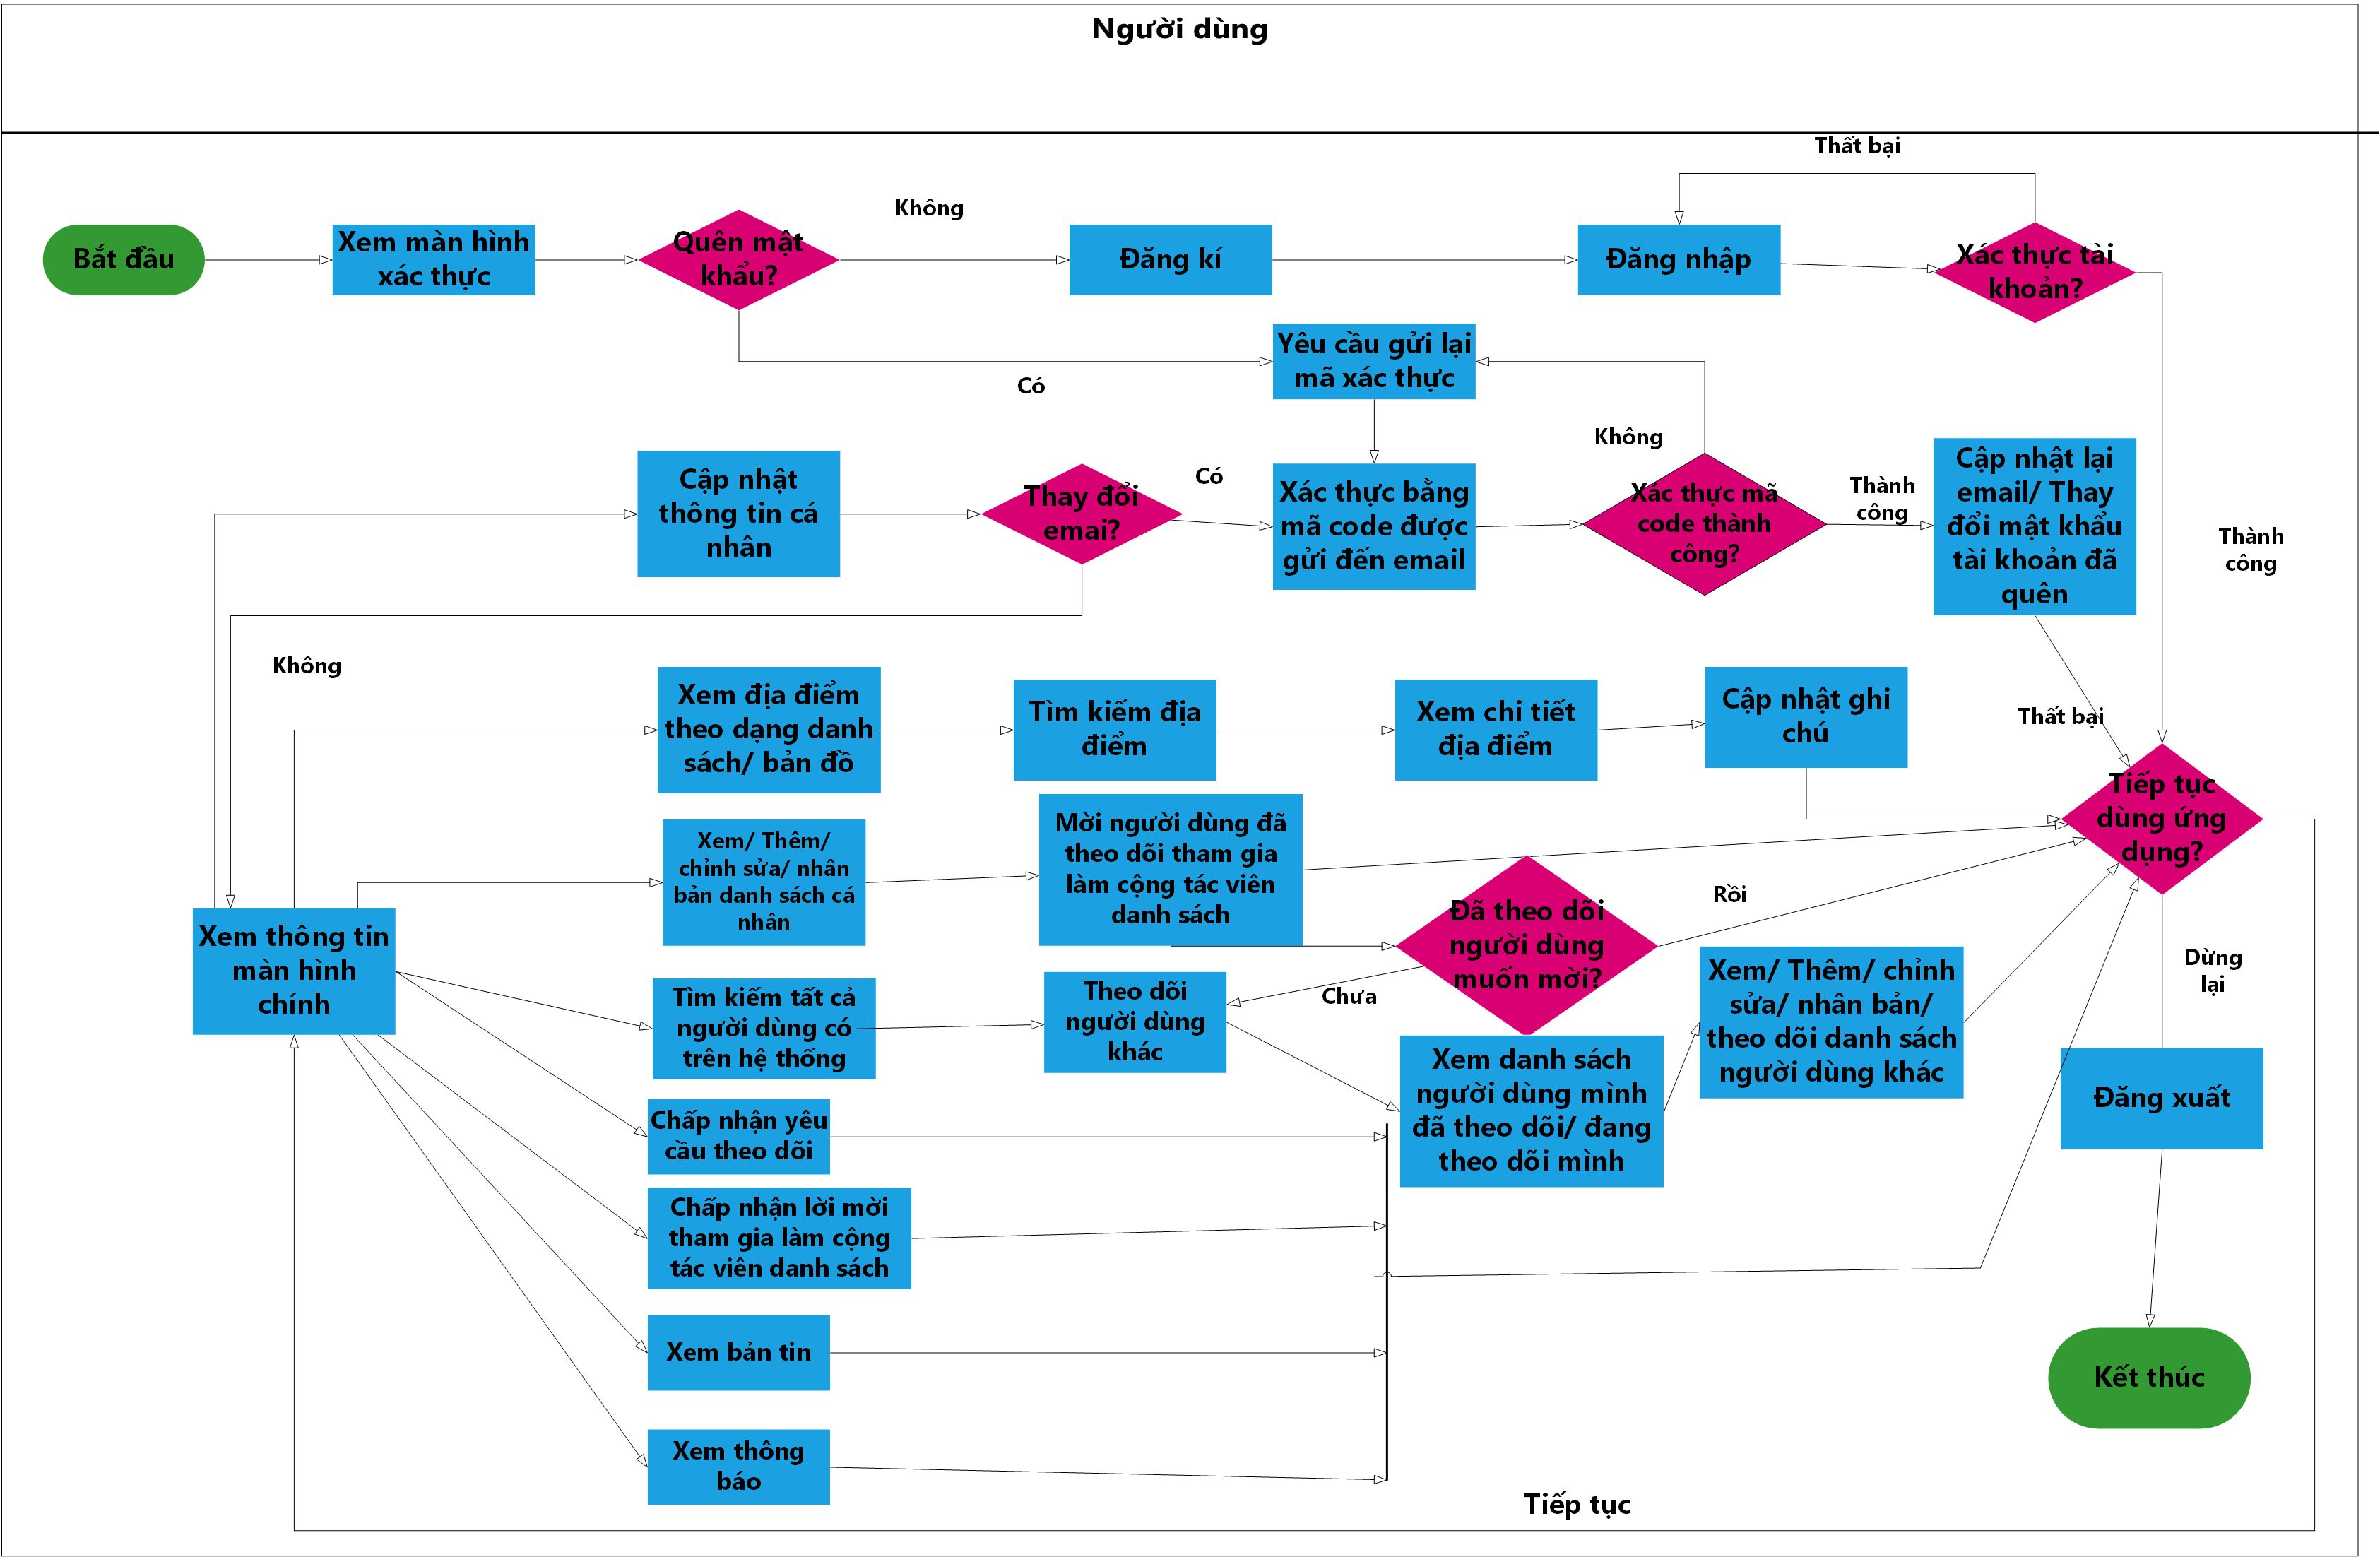 Người dùng
Thất bại
Không
Bắt đầu
Xem màn hình
xác thực
Quên mật
khẩu?
Đăng kí
Đăng nhập
Xác thực tài
khoản?
Yêu cầu gửi lại
mã xác thực
Có
Không
Cập nhật
thông tin cá
nhân
Thay đổi
emai?
Có
Xác thực bằng
mã code được
gửi đến email
Xác thực mã
code thành
công?
Thành
công
Cập nhật lại
email/ Thay
đổi mật khẩu
tài khoản đã
quên
Thành
công
Không
Xem địa điểm
theo dạng danh
sách/ bản đồ
Tìm kiếm địa
điểm
Xem chi tiết
địa điểm
Cập nhật ghi
chú
Thất bại
Tiếp tục
dùng ứng
dụng?
Xem/ Thêm/
chỉnh sửa/ nhân
bản danh sách cá
nhân
Mời người dùng đã
theo dõi tham gia
làm cộng tác viên
danh sách
Đã theo dõi
người dùng
muốn mời?
Rồi
Xem thông tin
màn hình
chính
Tìm kiếm tất cả
người dùng có
trên hệ thống
Theo dõi
người dùng
khác
Chưa
Xem/ Thêm/ chỉnh
sửa/ nhân bản/
theo dõi danh sách
người dùng khác
Dừng
lại
Xem danh sách
người dùng mình
đã theo dõi/ đang
theo dõi mình
Đăng xuất
Chấp nhận yêu
cầu theo dõi
Chấp nhận lời mời
tham gia làm cộng
tác viên danh sách
Xem bản tin
Kết thúc
Xem thông
báo
Tiếp tục